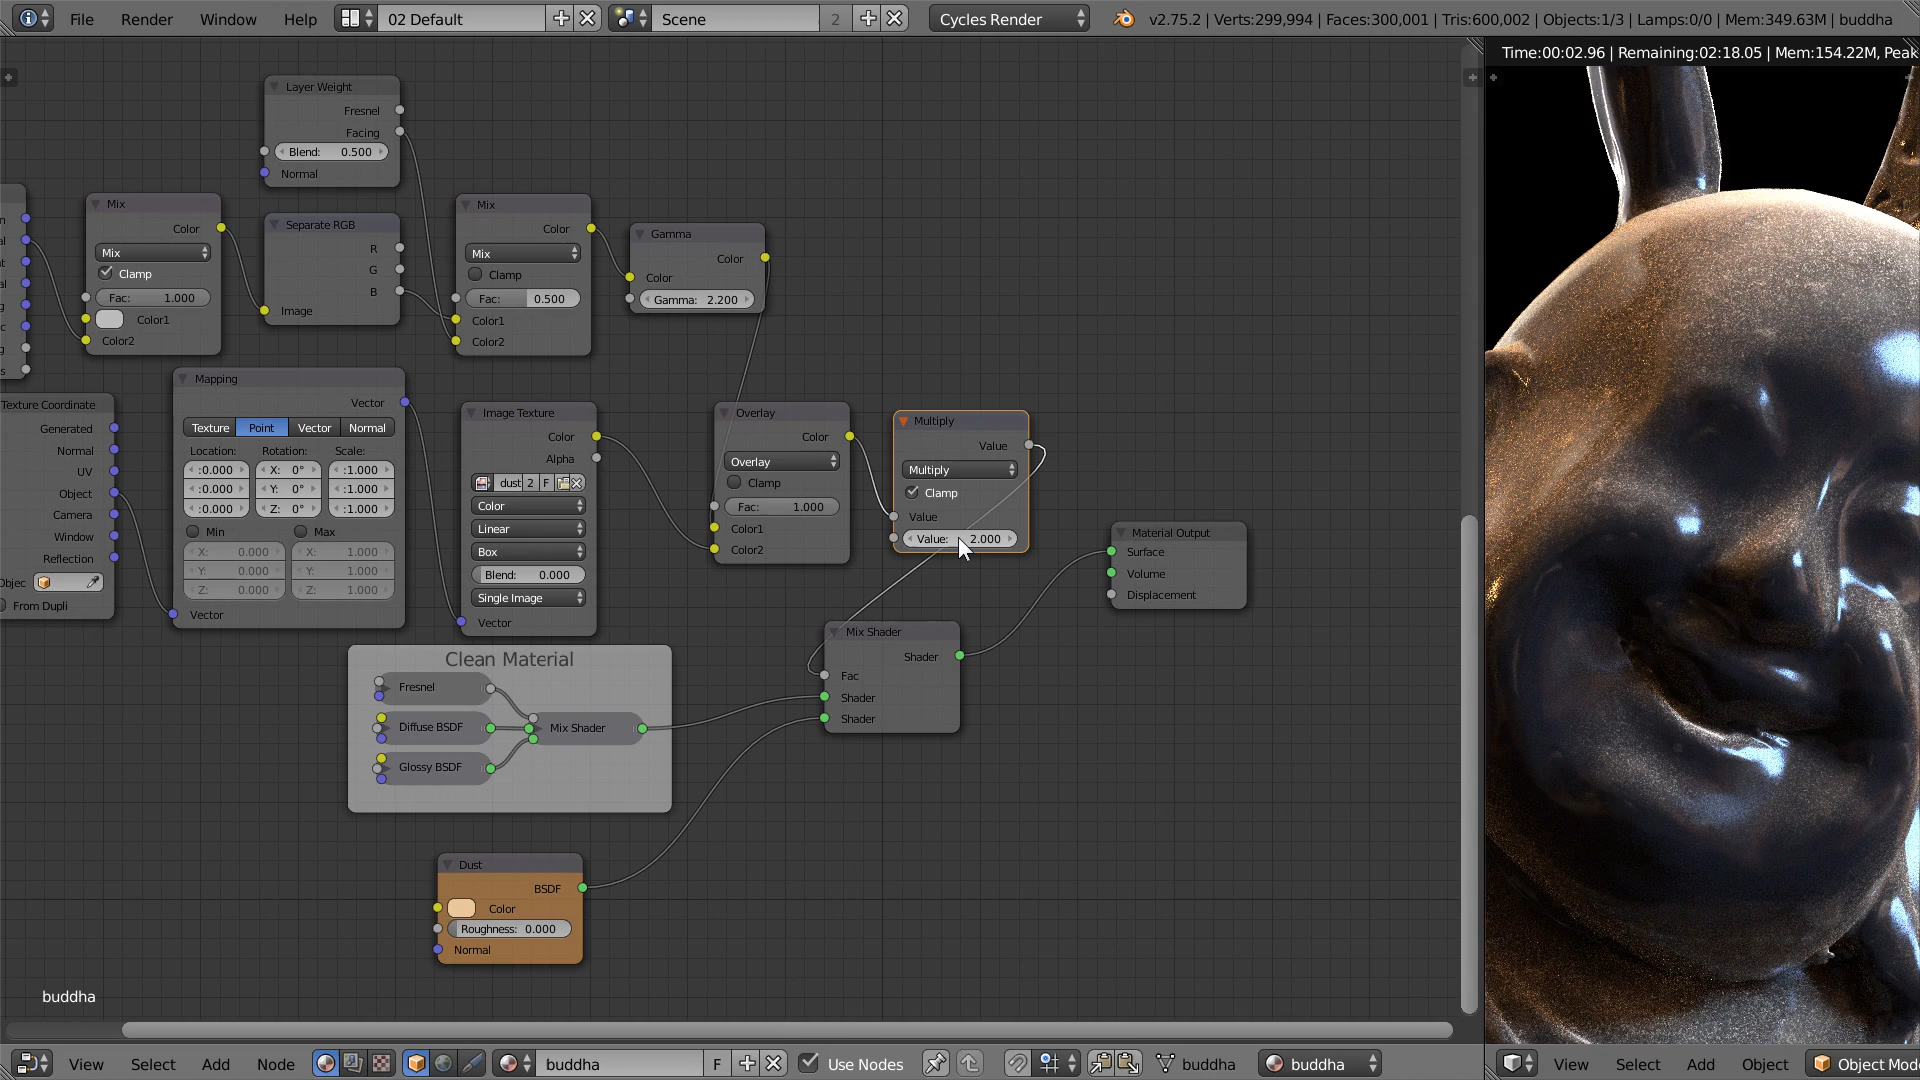 File Render Window Help 02 Default Scene 2 Cycles Render v2.75.2 | Verts:299,994 | Faces:300,001 | Tris:600,002 | Objects:1/3 | Lamps:0/0 | Mem:349.63M | buddha
Time:00:02.96 | Remaining:02:18.05 | Mem:154.22M, Peak
Layer Weight
Fresnel
Facing
Blend: 0.500
Normal
Mix
Color
Mix
Clamp
Fac: 1.000
Color1
Color2
Separate RGB
R
G
B
Image
Mix
Color
Mix
Clamp
Fac: 0.500
Color1
Color2
Gamma
Color
Color
Gamma: 2.200
Texture Coordinate
Generated
Normal
UV
Object
Camera
Window
Reflection
Objec
From Dupli
Mapping
Vector
Texture Point Vector Normal
Location: Rotation: Scale:
:0.000 X: 0° :1.000
:0.000 Y: 0° :1.000
:0.000 Z: 0° :1.000
Min Max
X: 0.000 X: 1.000
Y: 0.000 Y: 1.000
Z: 0.000 Z: 1.000
Vector
Image Texture
Color
Alpha
dust 2 F
Color
Linear
Box
Blend: 0.000
Single Image
Vector
Overlay
Color
Overlay
Clamp
Fac: 1.000
Color1
Color2
Multiply
Value
Multiply
Clamp
Value
Value: 2.000
Material Output
Surface
Volume
Displacement
Mix Shader
Shader
Fac
Shader
Shader
Clean Material
Fresnel
Diffuse BSDF
Glossy BSDF
Mix Shader
Dust
BSDF
Color
Roughness: 0.000
Normal
buddha
View Select Add Node buddha F Use Nodes buddha buddha
View Select Add Object Object Mod